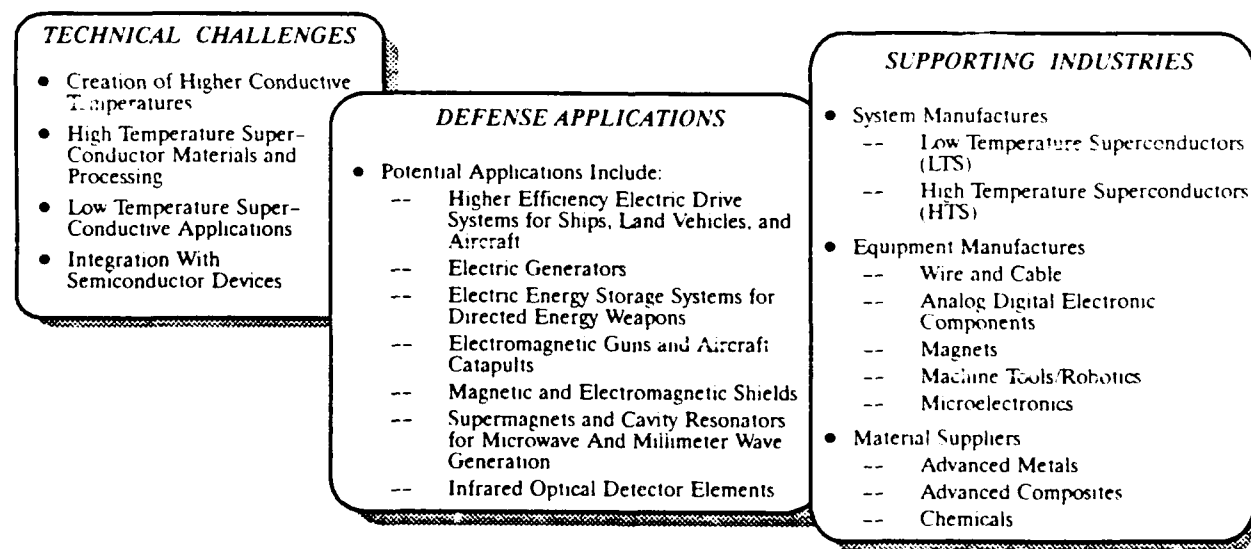 TECHNICAL CHALLENGES
● Creation of Higher Conductive
Temperatures
● High Temperature Super-
Conductor Materials and
Processing
● Low Temperature Super-
Conductive Applications
● Integration With
Semiconductor Devices
DEFENSE APPLICATIONS
● Potential Applications Include:
-- Higher Efficiency Electric Drive
Systems for Ships, Land Vehicles, and
Aircraft
-- Electric Generators
-- Electric Energy Storage Systems for
Directed Energy Weapons
-- Electromagnetic Guns and Aircraft
Catapults
-- Magnetic and Electromagnetic Shields
-- Supermagnets and Cavity Resonators
for Microwave And Millimeter Wave
Generation
-- Infrared Optical Detector Elements
SUPPORTING INDUSTRIES
● System Manufactures
-- Low Temperature Superconductors
(LTS)
-- High Temperature Superconductors
(HTS)
● Equipment Manufactures
-- Wire and Cable
-- Analog Digital Electronic
Components
-- Magnets
-- Machine Tools/Robotics
-- Microelectronics
● Material Suppliers
-- Advanced Metals
-- Advanced Composites
-- Chemicals